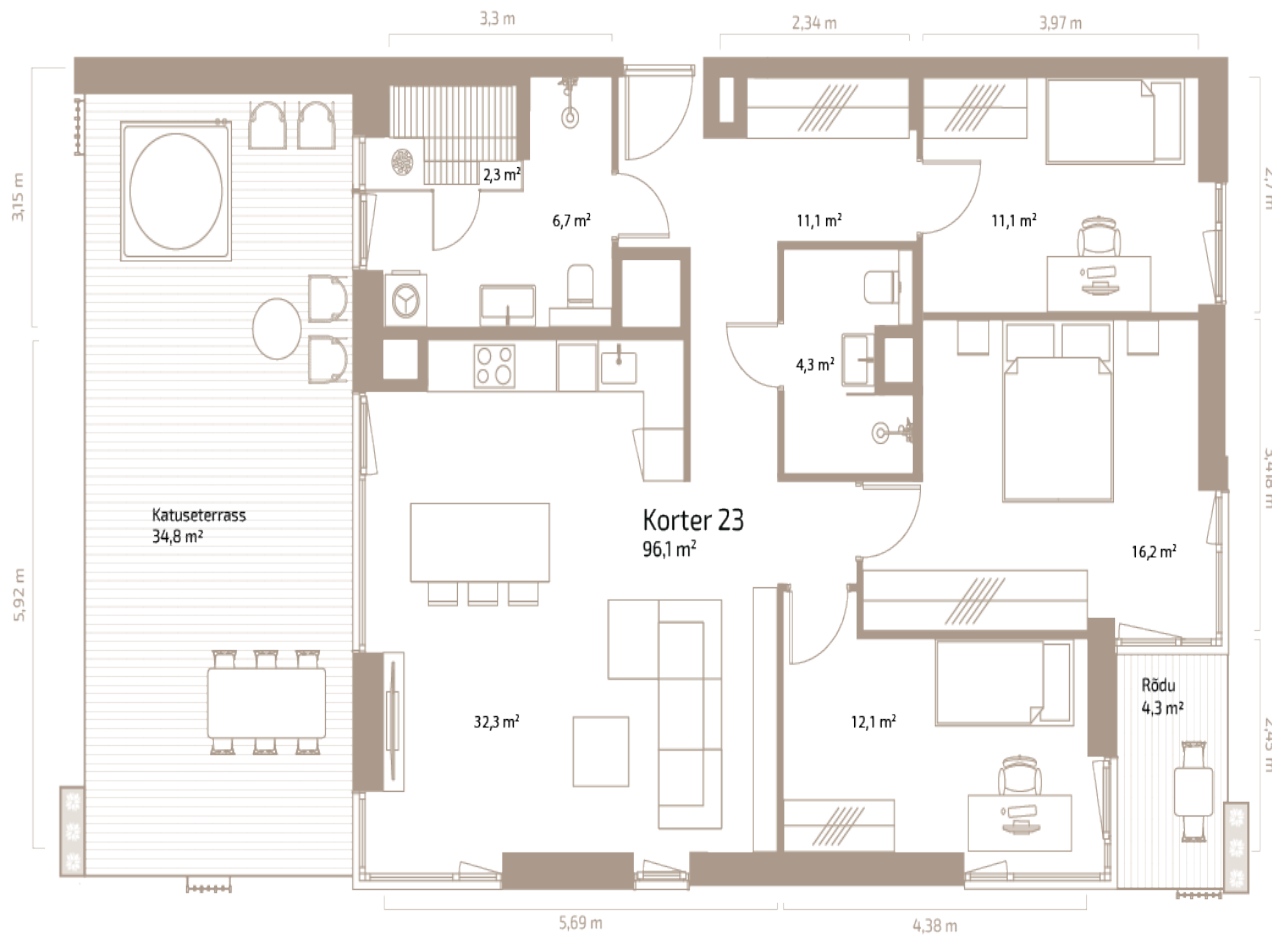 3,3 m
2,34 m
3,97 m
3,15 m
2,3 m²
6,7 m²
11,1 m²
11,1 m²
4,3 m²
Katuseterrass
34,8 m²
Korter 23
96,1 m²
16,2 m²
5,92 m
Rõdu
4,3 m²
32,3 m²
12,1 m²
5,69 m
4,38 m